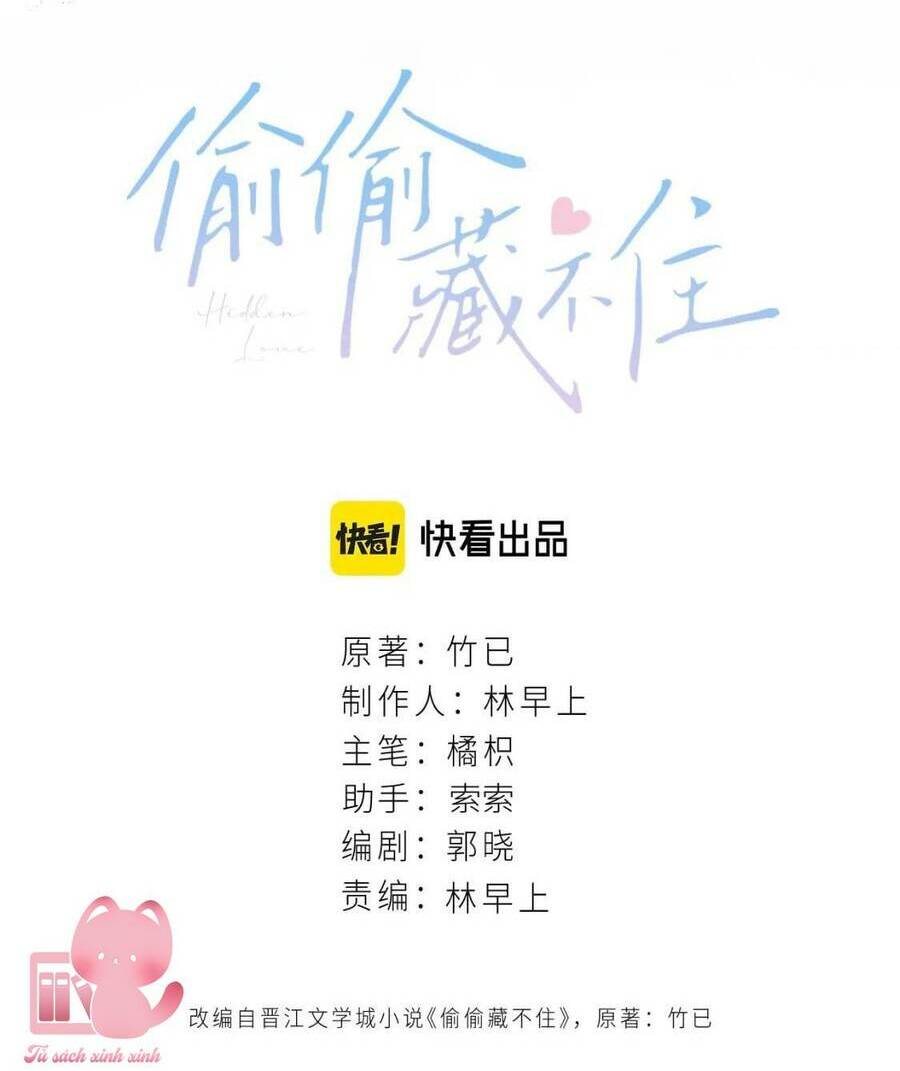 偷偷藏不住
Hidden
Love
快看! 快看出品
原著：竹已
制作人：林早上
主笔：橘枳
助手：索索
编剧：郭晓
责编：林早上
改编自晋江文学城小说《偷偷藏不住》，原著：竹已
Tủ sách xinh xinh